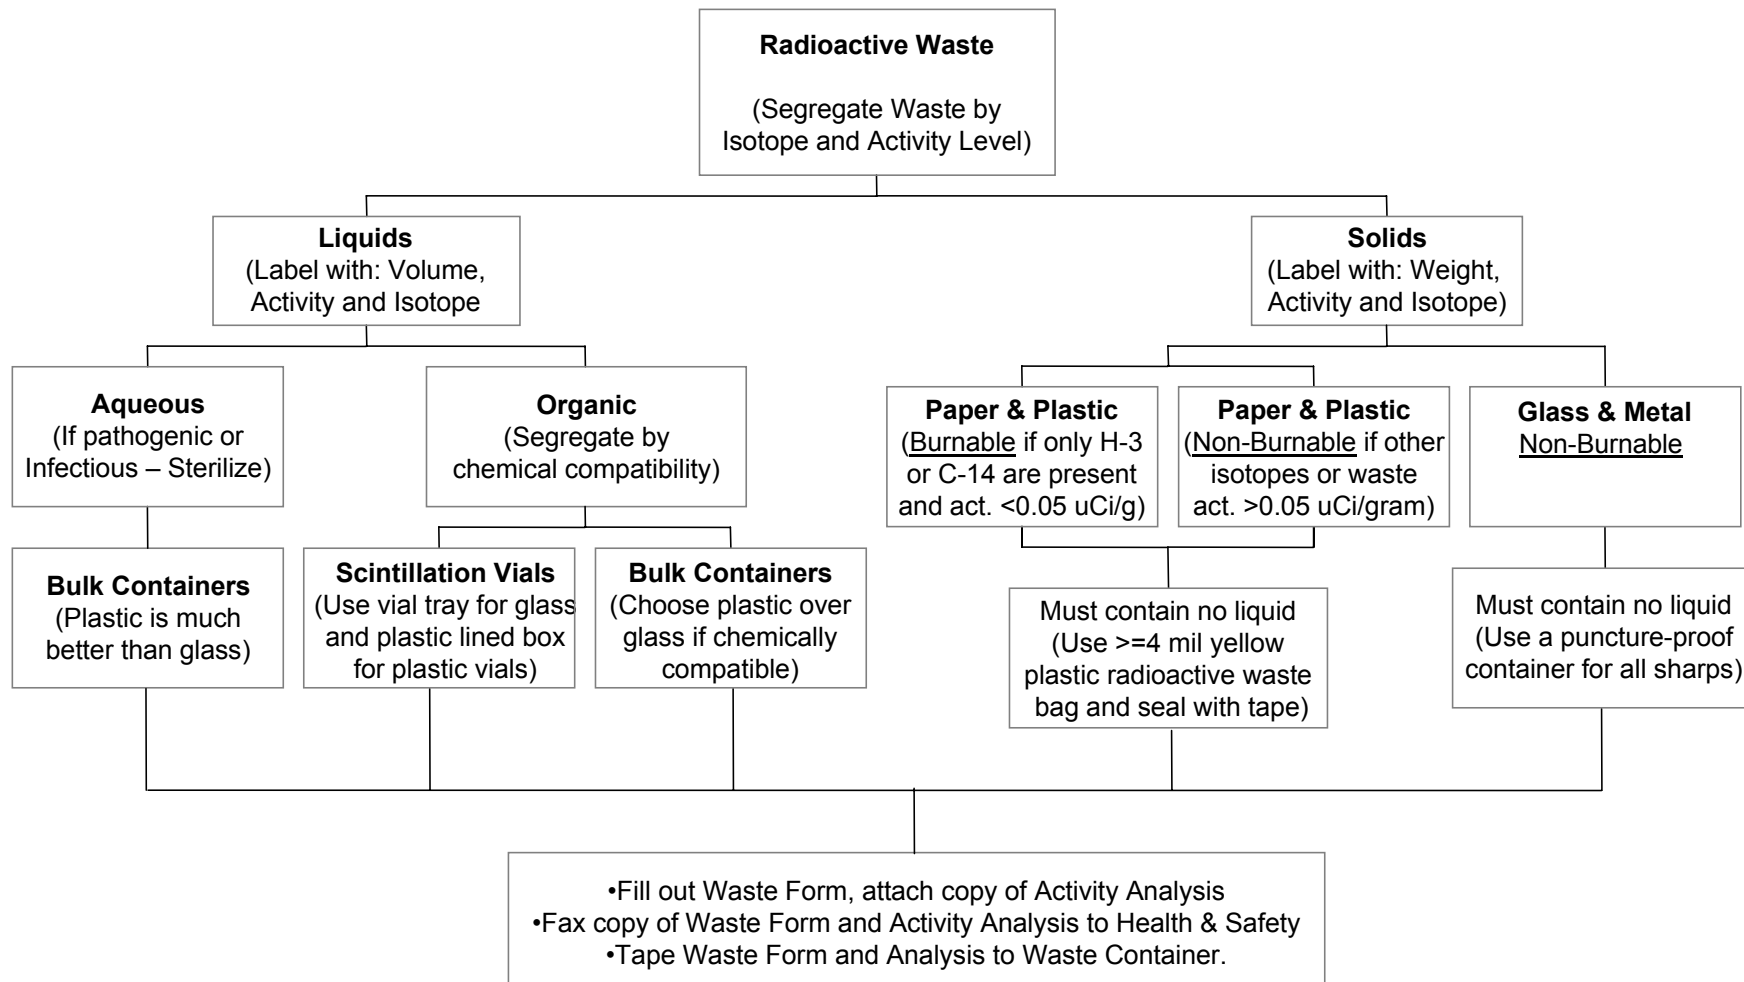 Radioactive Waste
(Segregate Waste by
Isotope and Activity Level)
Liquids
(Label with: Volume,
Activity and Isotope
Solids
(Label with: Weight,
Activity and Isotope)
Aqueous
(If pathogenic or
Infectious – Sterilize)
Organic
(Segregate by
chemical compatibility)
Paper & Plastic
(Burnable if only H-3
or C-14 are present
and act. <0.05 uCi/g)
Paper & Plastic
(Non-Burnable if other
isotopes or waste
act. >0.05 uCi/gram)
Glass & Metal
Non-Burnable
Bulk Containers
(Plastic is much
better than glass)
Scintillation Vials
(Use vial tray for glass
and plastic lined box
for plastic vials)
Bulk Containers
(Choose plastic over
glass if chemically
compatible)
Must contain no liquid
(Use >=4 mil yellow
plastic radioactive waste
bag and seal with tape)
Must contain no liquid
(Use a puncture-proof
container for all sharps)
•Fill out Waste Form, attach copy of Activity Analysis
•Fax copy of Waste Form and Activity Analysis to Health & Safety
•Tape Waste Form and Analysis to Waste Container.